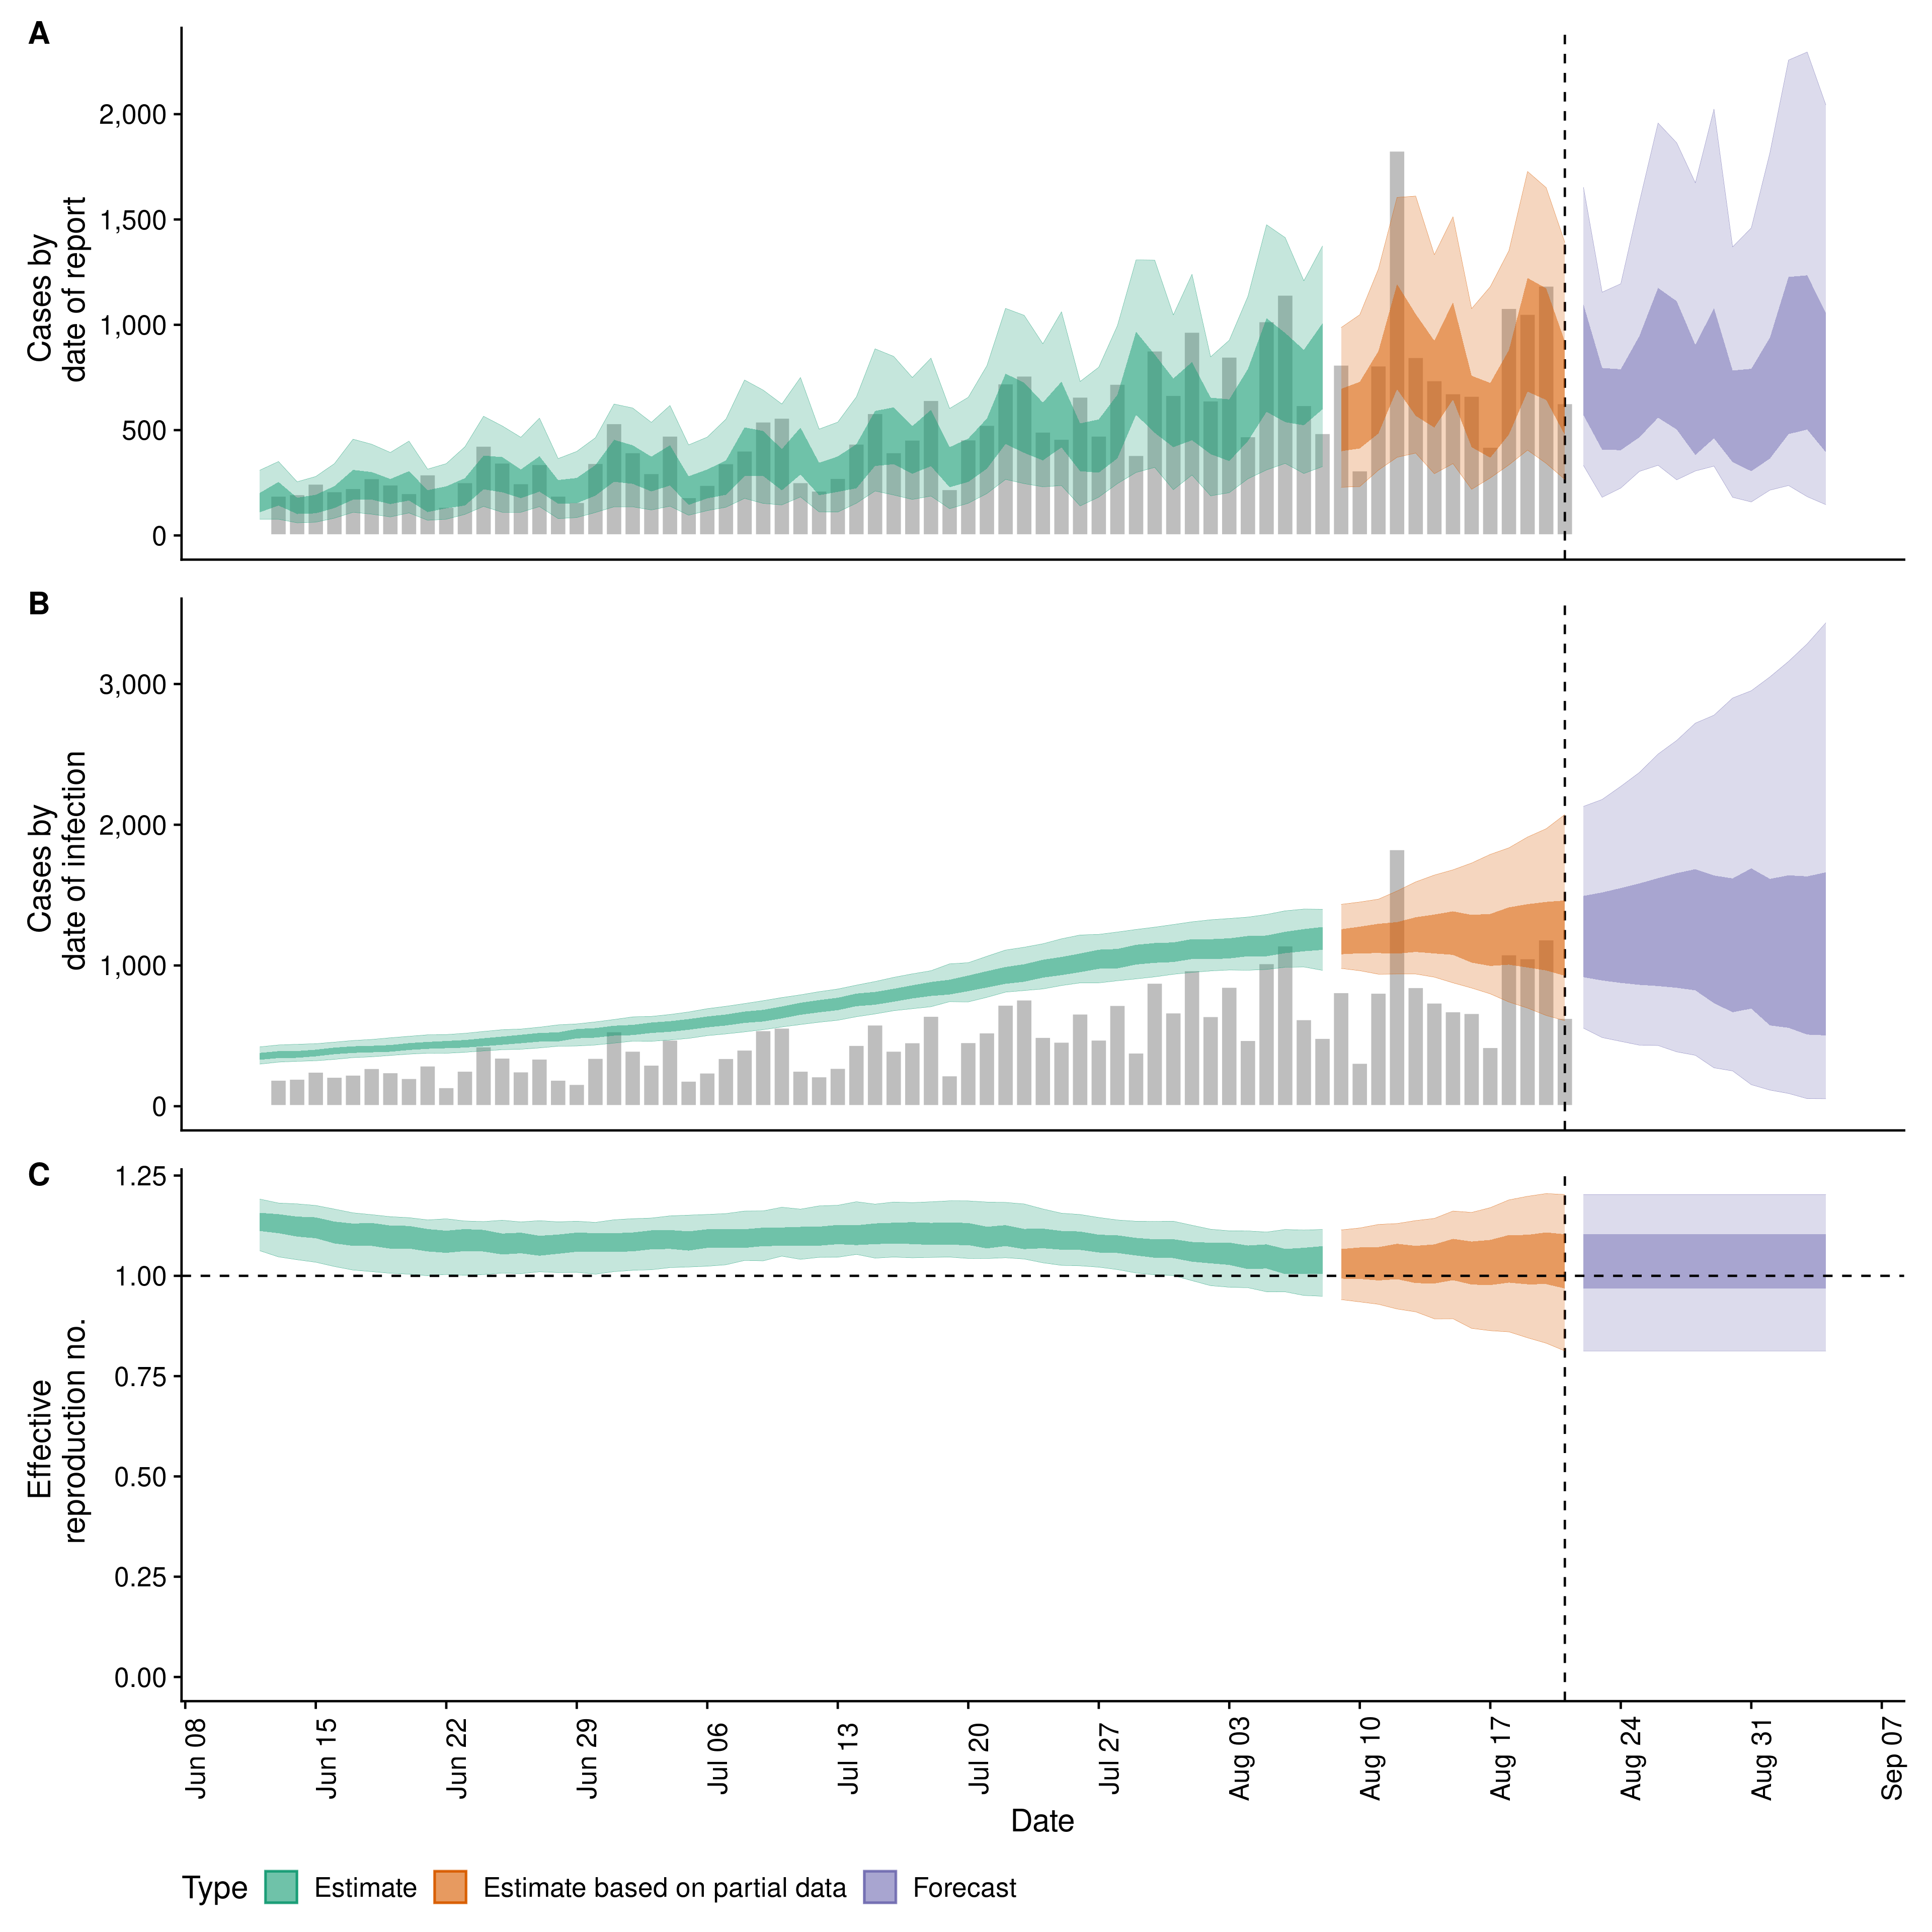 A
Cases by
date of report
2,000
1,500
1,000
500
0
B
Cases by
date of infection
3,000
2,000
1,000
0
C
Effective
reproduction no.
1.25
1.00
0.75
0.50
0.25
0.00
Jun 08
Jun 15
Jun 22
Jun 29
Jul 06
Jul 13
Jul 20
Jul 27
Aug 03
Aug 10
Aug 17
Aug 24
Aug 31
Sep 07
Date
Type Estimate Estimate based on partial data Forecast